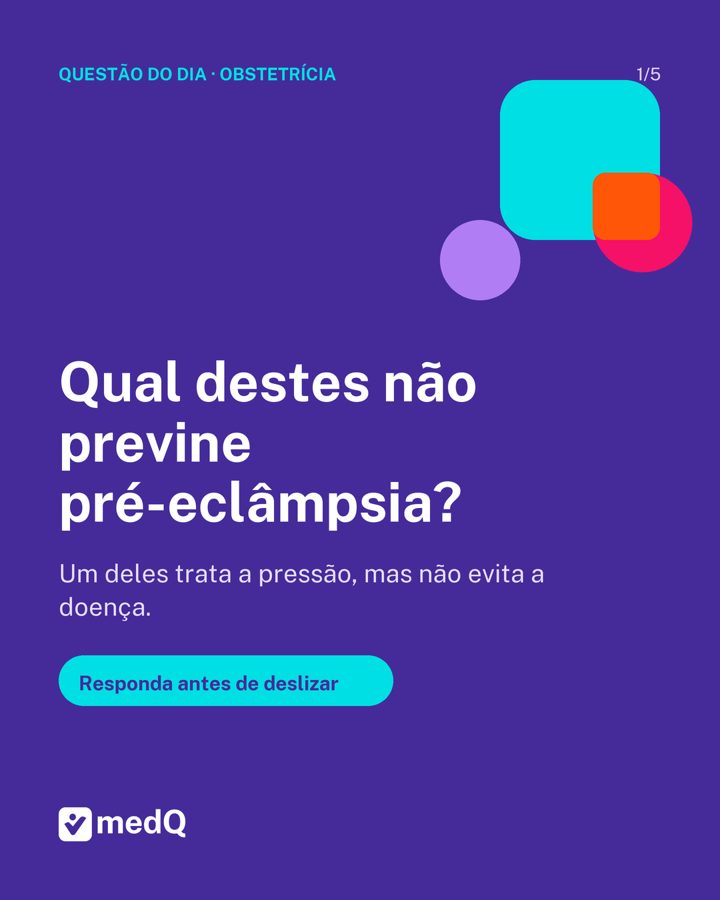 QUESTÃO DO DIA · OBSTETRÍCIA
1/5
Qual destes não
previne
pré-eclâmpsia?
Um deles trata a pressão, mas não evita a
doença.
Responda antes de deslizar
medQ